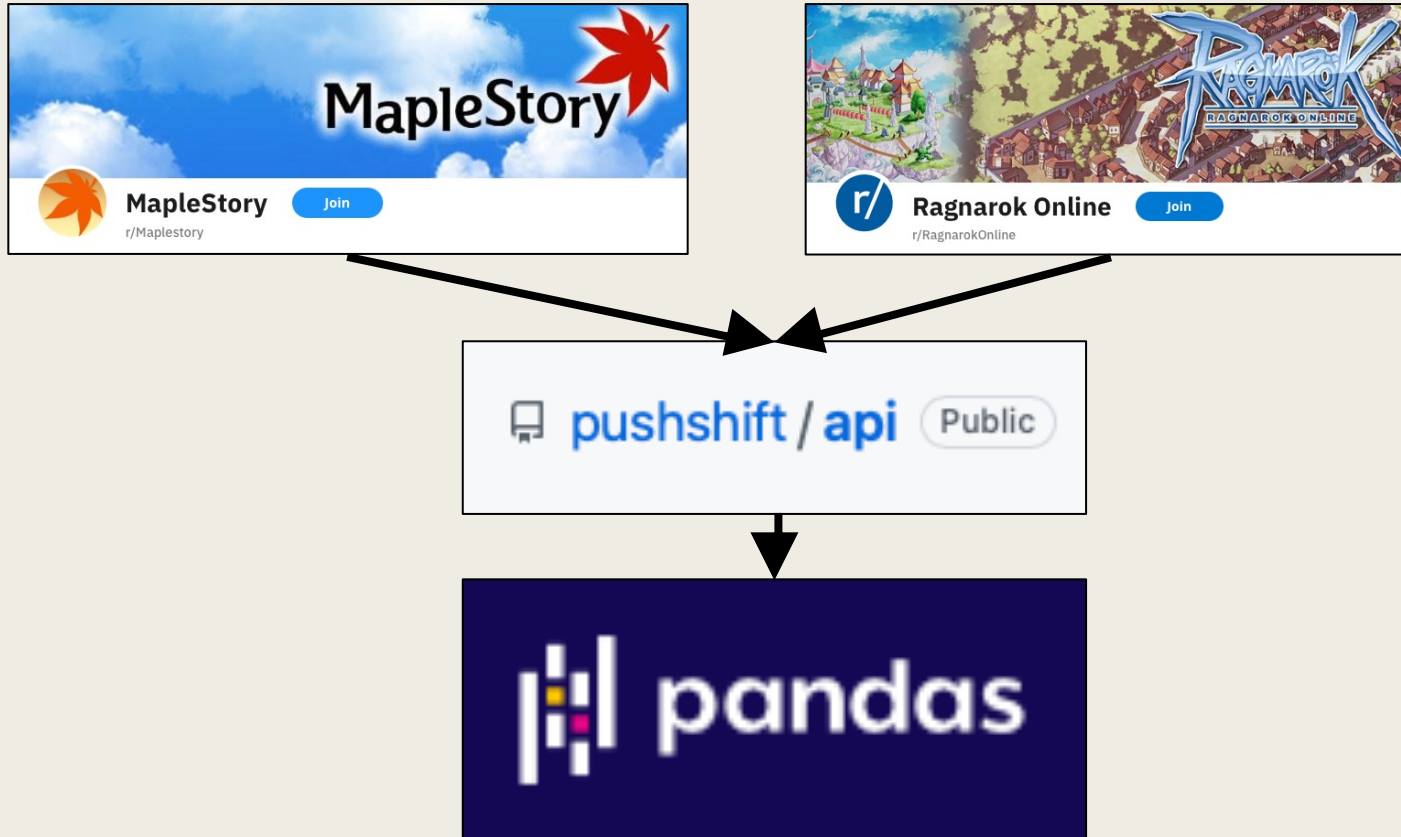 MapleStory
MapleStory
Join
r/Maplestory
RAGNAROK
RAGNAROK ONLINE
r/
Ragnarok Online
Join
r/RagnarokOnline
pushshift / api Public
pandas